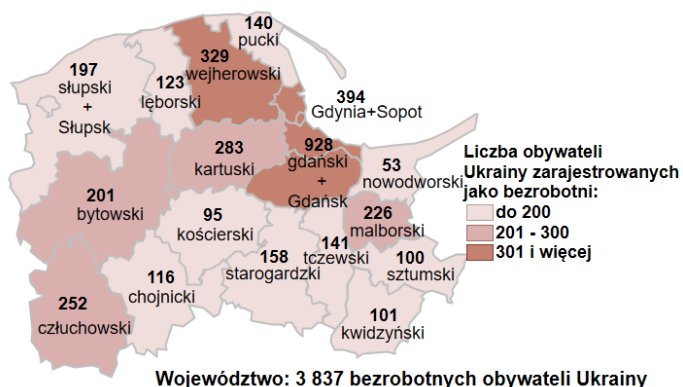 140
pucki
329
wejherowski
197
słupski
+
Słupsk
123
lęborski
394
Gdynia+Sopot
283
kartuski
928
gdański
+
Gdańsk
53
nowodworski
201
bytowski
95
kościerski
226
malborski
158
starogardzki
141
tczewski
100
sztumski
116
chojnicki
252
człuchowski
101
kwidzyński
Liczba obywateli
Ukrainy zarajestrowanych
jako bezrobotni:
do 200
201 - 300
301 i więcej
Województwo: 3 837 bezrobotnych obywateli Ukrainy